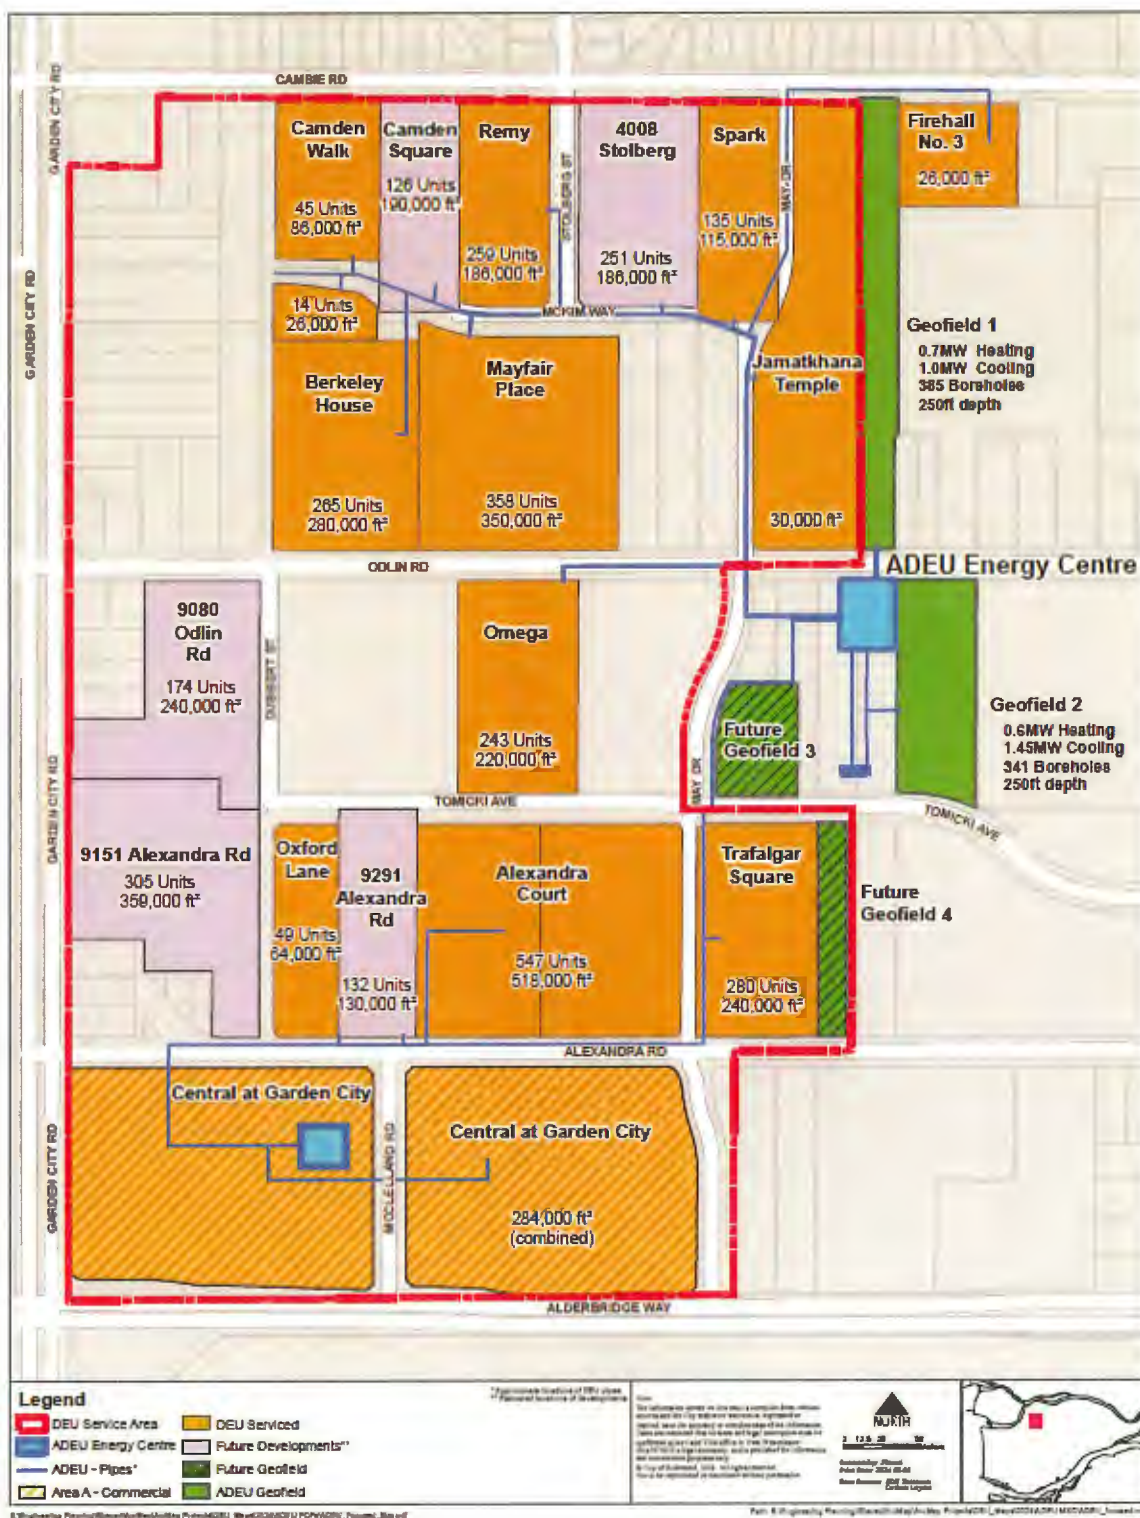 CAMBIE RD
GARDEN CITY RD
Camden
Walk
45 Units
86,000 ft²
Camden
Square
126 Units
190,000 ft²
Remy
259 Units
186,000 ft²
STOLBERG ST
4008
Stolberg
251 Units
186,000 ft²
Spark
135 Units
115,000 ft²
MAY DR
Firehall
No. 3
26,000 ft²
GARDEN CITY RD
14 Units
26,000 ft²
MCKIM WAY
Berkeley
House
265 Units
280,000 ft²
Mayfair
Place
358 Units
350,000 ft²
Jamatkhana
Temple
30,000 ft²
Geofield 1
0.7MW Heating
1.0MW Cooling
385 Boreholes
250ft depth
ODLIN RD
ADEU Energy Centre
9080
Odlin
Rd
174 Units
240,000 ft²
DUBBERT ST
Omega
243 Units
220,000 ft²
Future
Geofield 3
MAY DR
Geofield 2
0.6MW Heating
1.45MW Cooling
341 Boreholes
250ft depth
TOMICKI AVE
TOMICKI AVE
GARDEN CITY RD
9151 Alexandra Rd
305 Units
359,000 ft²
Oxford
Lane
49 Units
64,000 ft²
9291
Alexandra
Rd
132 Units
130,000 ft²
Alexandra
Court
547 Units
518,000 ft²
Trafalgar
Square
280 Units
240,000 ft²
Future
Geofield 4
ALEXANDRA RD
GARDEN CITY RD
Central at Garden City
MCCLELLAND RD
Central at Garden City
284,000 ft²
(combined)
ALDERBRIDGE WAY
Legend
DEU Service Area
ADEU Energy Centre
ADEU - Pipes*
Area A - Commercial
DEU Serviced
Future Developments**
Future Geofield
ADEU Geofield
NORTH